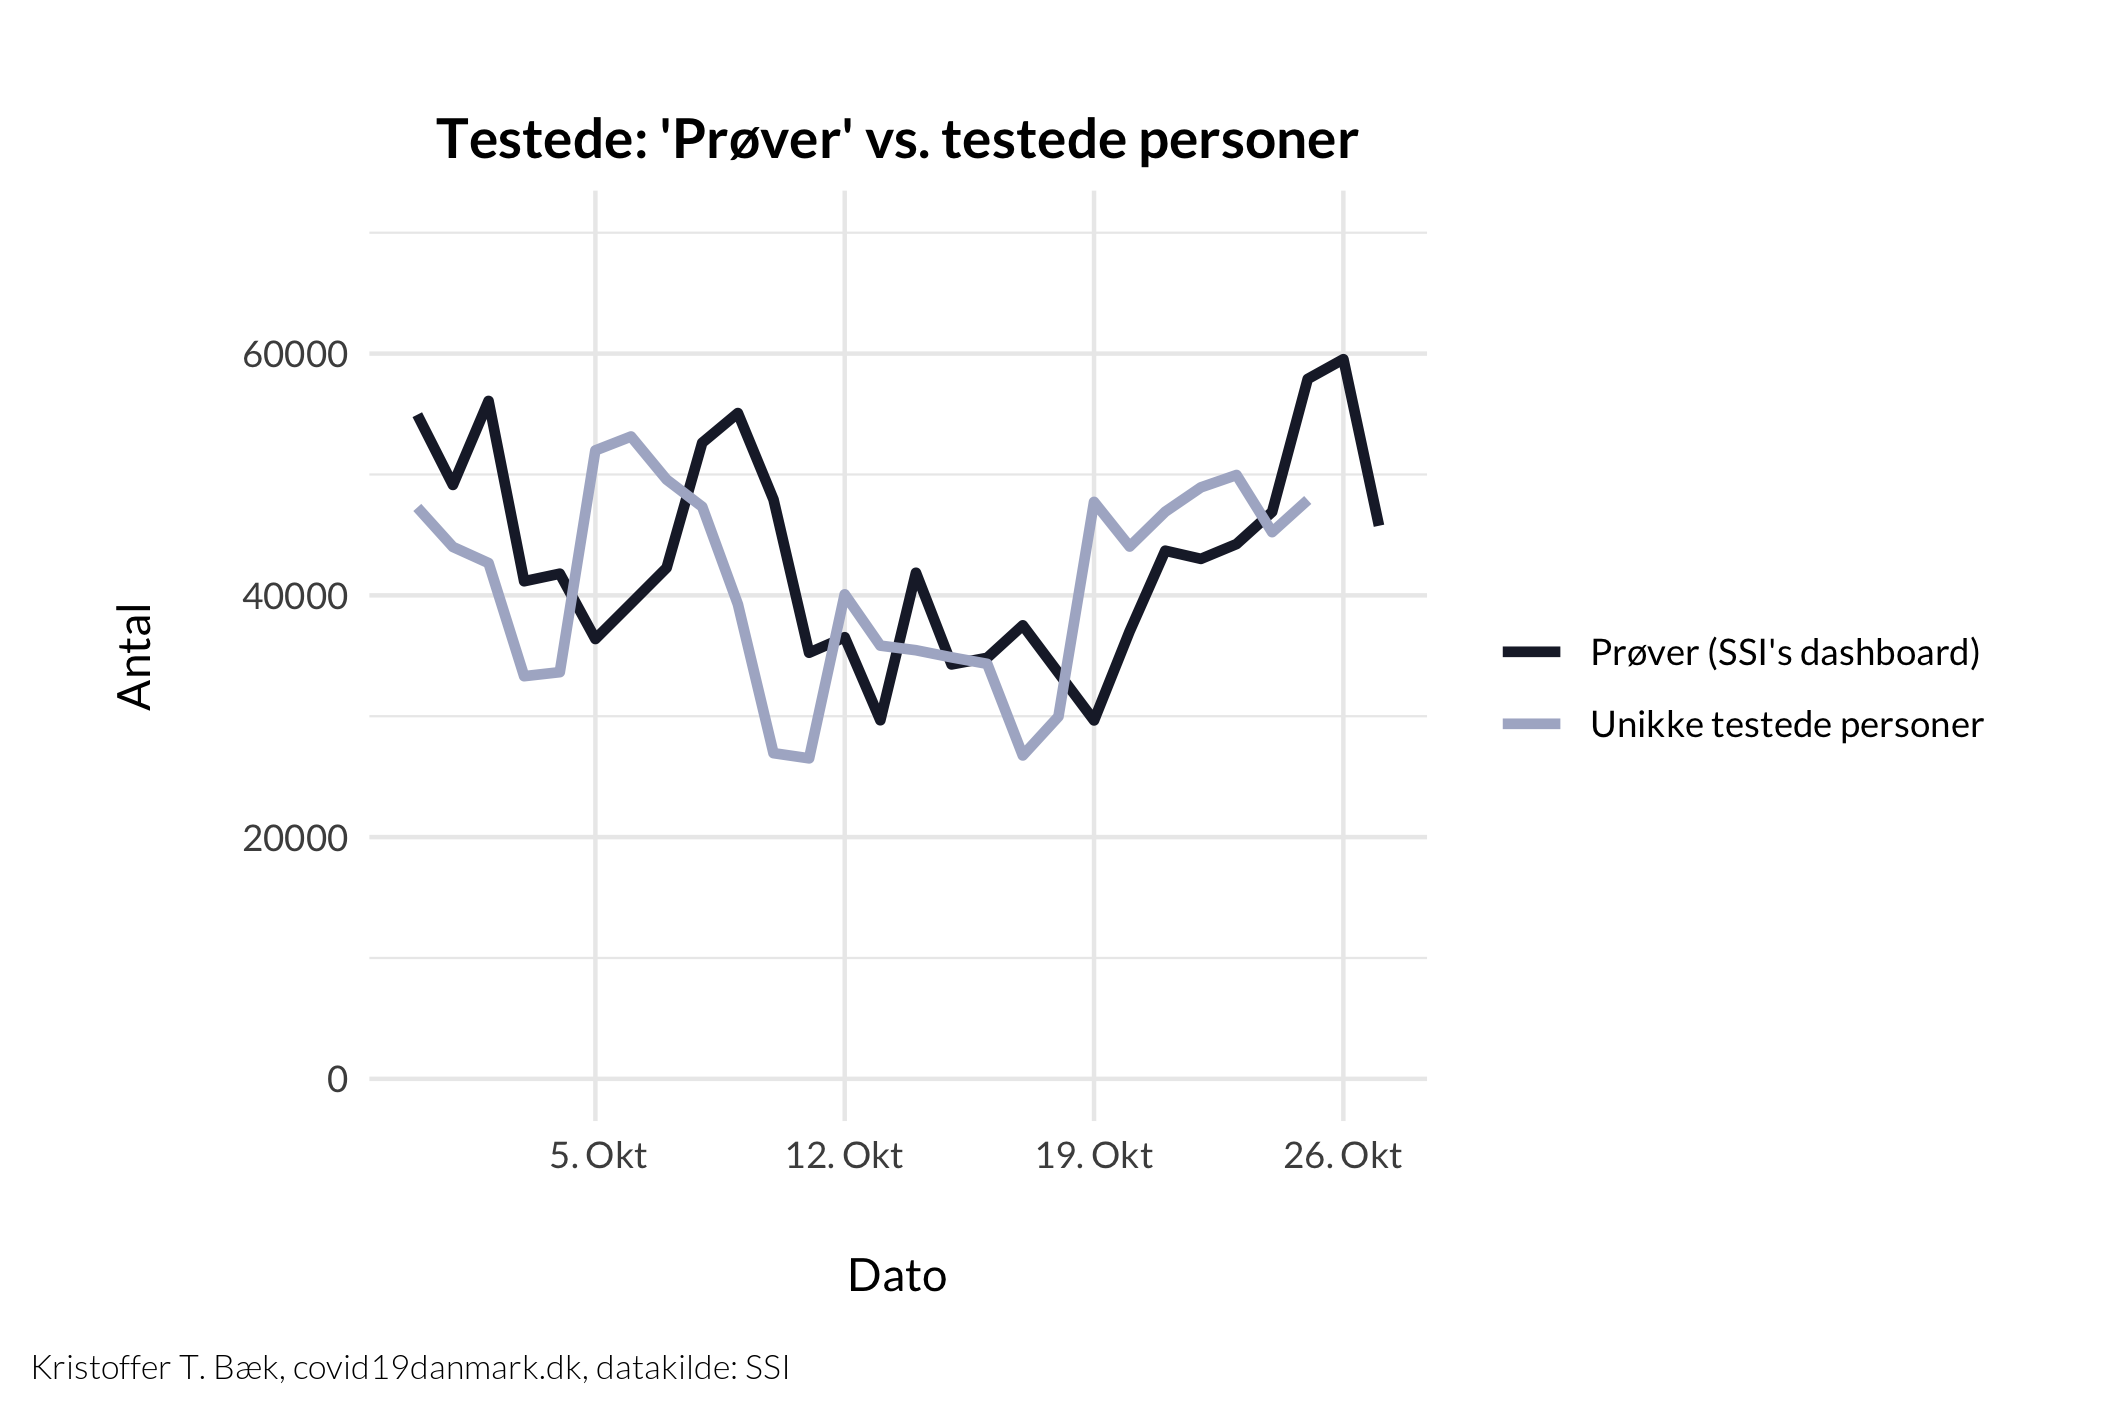 Testede: 'Prøver' vs. testede personer
60000
40000
20000
0
Antal
5. Okt
12. Okt
19. Okt
26. Okt
Dato
Prøver (SSI's dashboard)
Unikke testede personer
Kristoffer T. Bæk, covid19danmark.dk, datakilde: SSI